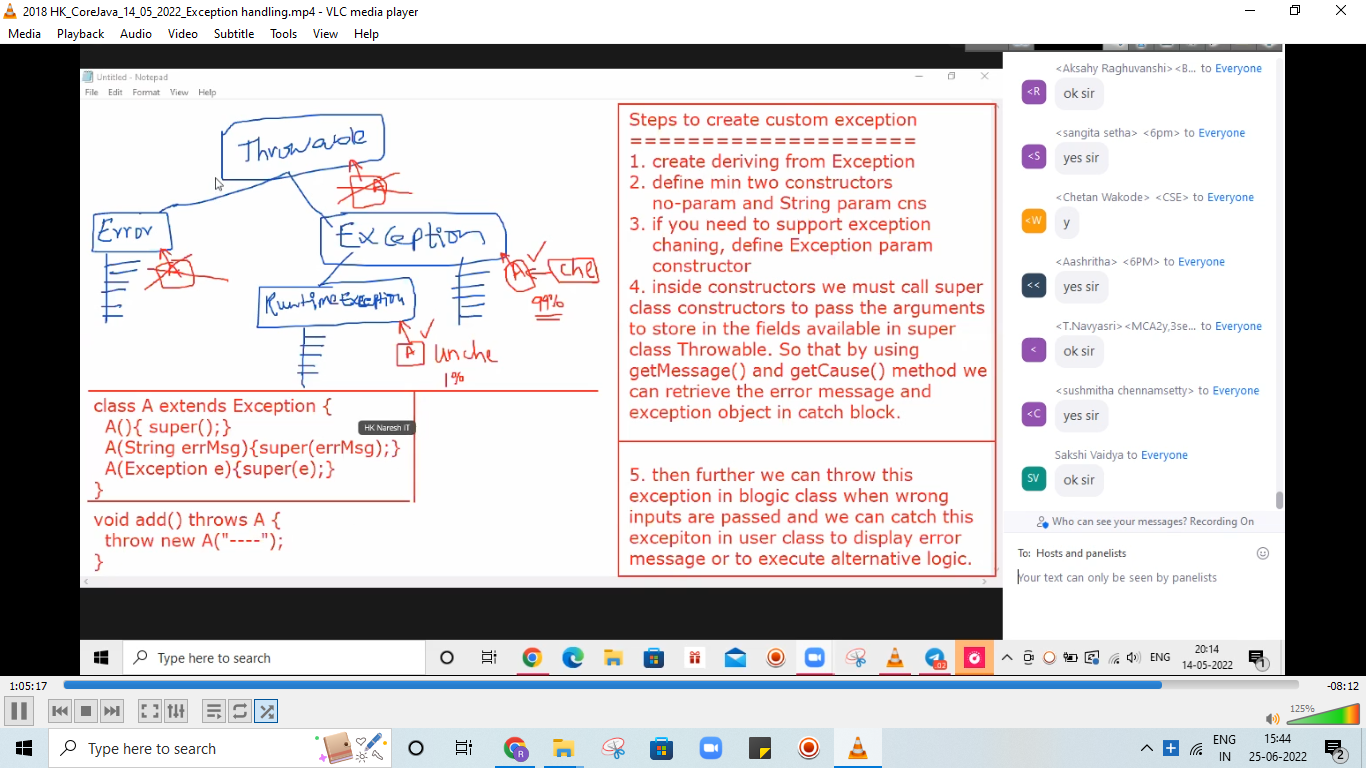 2018 HK_CoreJava_14_05_2022_Exception handling.mp4 - VLC media player
Media Playback Audio Video Subtitle Tools View Help
Untitled - Notepad
File Edit Format View Help
Throwable
A
Error
A
Exception
A
Che
99%
RuntimeException
A
Unche
1%
class A extends Exception {
A(){ super();}
A(String errMsg){super(errMsg);}
A(Exception e){super(e);}
}
HK Naresh IT
void add() throws A {
throw new A("----");
}
Steps to create custom exception
====================
1. create deriving from Exception
2. define min two constructors
no-param and String param cns
3. if you need to support exception
chaning, define Exception param
constructor
4. inside constructors we must call super
class constructors to pass the arguments
to store in the fields available in super
class Throwable. So that by using
getMessage() and getCause() method we
can retrieve the error message and
exception object in catch block.
5. then further we can throw this
exception in blogic class when wrong
inputs are passed and we can catch this
excepiton in user class to display error
message or to execute alternative logic.
<Aksahy Raghuvanshi> <B... to Everyone
<R
ok sir
<sangita setha> <6pm> to Everyone
<S
yes sir
<Chetan Wakode> <CSE> to Everyone
<W
y
<Aashritha> <6PM> to Everyone
<<
yes sir
<T.Navyasri> <MCA2y,3se... to Everyone
<
ok sir
<sushmitha chennamsetty> to Everyone
<C
yes sir
Sakshi Vaidya to Everyone
SV
ok sir
Who can see your messages? Recording On
To: Hosts and panelists
Your text can only be seen by panelists
Type here to search
ENG
20:14
14-05-2022
1
1:05:17
-08:12
125%
Type here to search
R
ENG
IN
15:44
25-06-2022
2